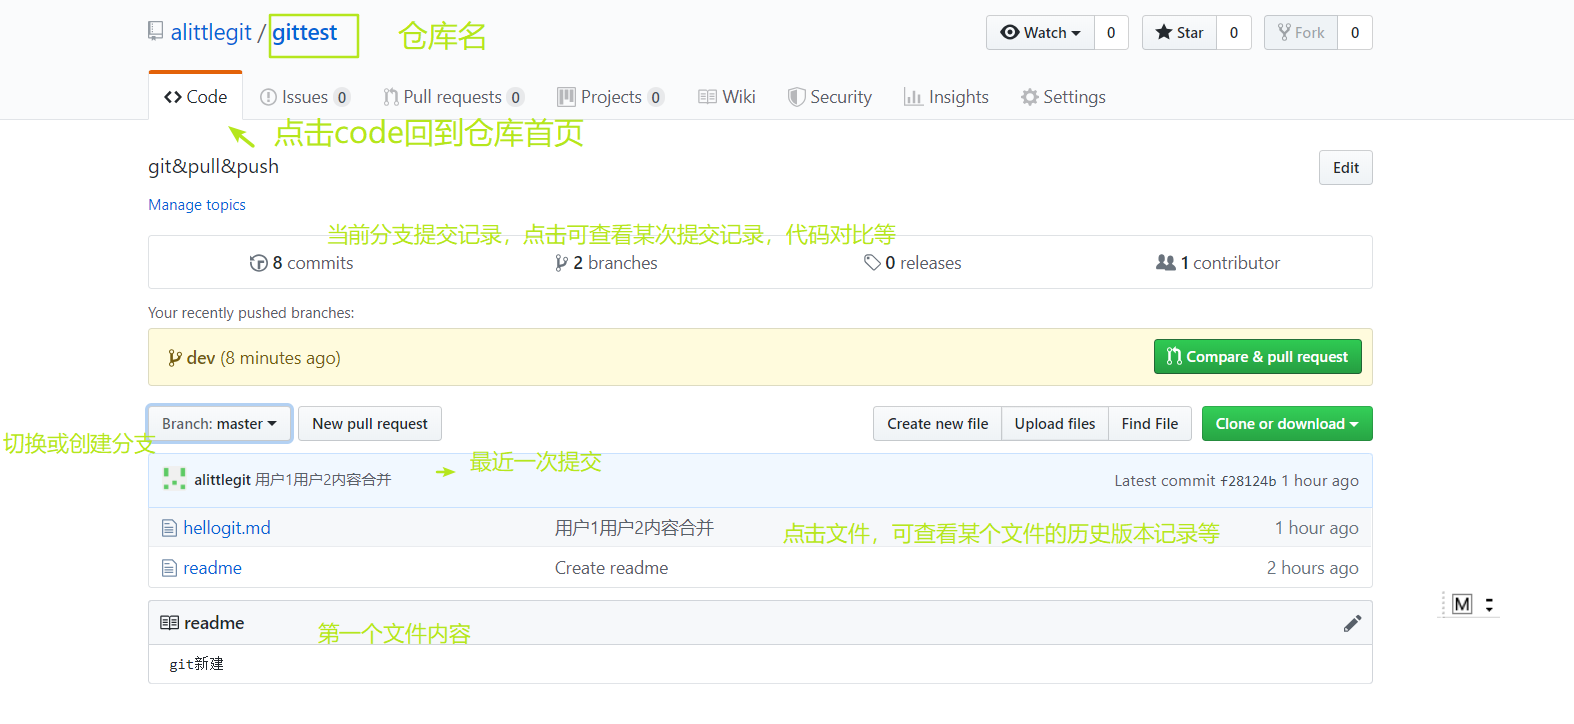 alittlegit / gittest 仓库名 Watch 0 Star 0 Fork 0
Code Issues 0 Pull requests 0 Projects 0 Wiki Security Insights Settings
点击code回到仓库首页
git&pull&push Edit
Manage topics
当前分支提交记录，点击可查看某次提交记录，代码对比等
8 commits 2 branches 0 releases 1 contributor
Your recently pushed branches:
dev (8 minutes ago) Compare & pull request
Branch: master New pull request Create new file Upload files Find File Clone or download
切换或创建分支
最近一次提交
alittlegit 用户1用户2内容合并 Latest commit f28124b 1 hour ago
hellogit.md 用户1用户2内容合并 点击文件，可查看某个文件的历史版本记录等 1 hour ago
readme Create readme 2 hours ago
M
readme 第一个文件内容
git新建